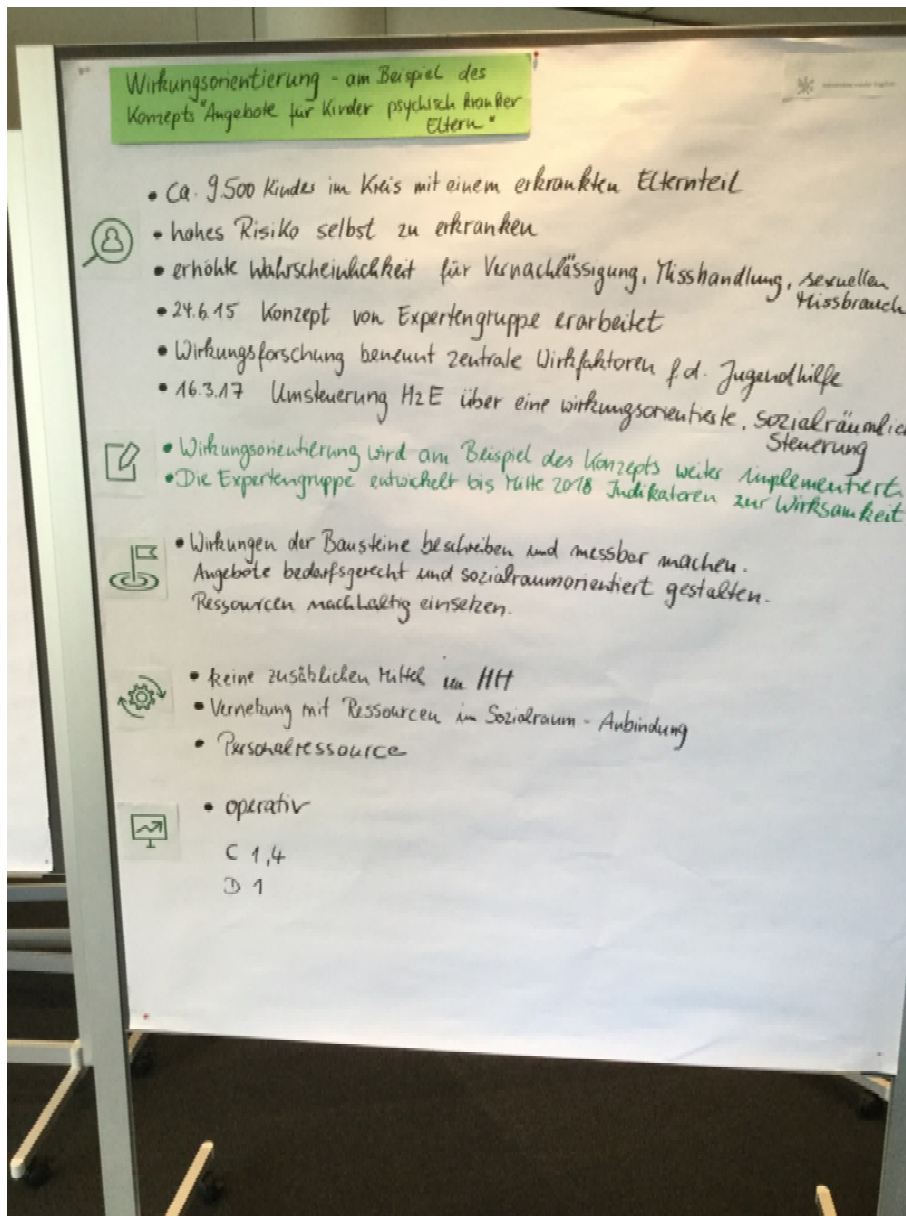 Wirkungsorientierung - am Beispiel des
Konzepts "Angebote für Kinder psychisch kranker
Eltern"
• Ca. 9.500 Kinder im Kreis mit einem erkrankten Elternteil
• hohes Risiko selbst zu erkranken
• erhöhte Wahrscheinlichkeit für Vernachlässigung, Misshandlung, sexuellen
Missbrauch
• 24.6.15 Konzept von Expertengruppe erarbeitet
• Wirkungsforschung benennt zentrale Wirkfaktoren f.d. Jugendhilfe
• 16.3.17 Umsteuerung HzE über eine wirkungsorientierte, sozialräumlic
Steuerung
• Wirkungsorientierung wird am Beispiel des Konzepts weiter implementiert.
• Die Expertengruppe entwickelt bis Mitte 2018 Indikatoren zur Wirksamkeit
• Wirkungen der Bausteine beschreiben und messbar machen.
Angebote bedarfsgerecht und sozialraumorientiert gestalten.
Ressourcen nachhaltig einsetzen.
• keine zusätzlichen Mittel im HH
• Vernetzung mit Ressourcen im Sozialraum - Anbindung
• Personalressource
• operativ
C 1,4
D 1